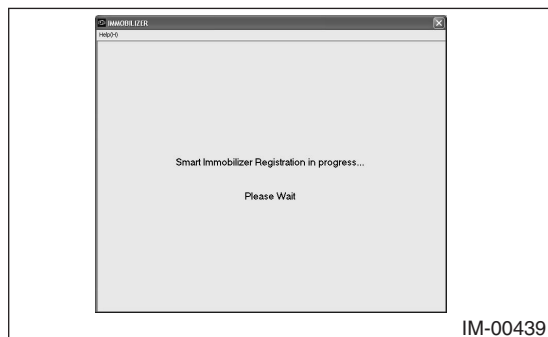 IMMOBILIZER
Help(H)
Smart Immobilizer Registration in progress...
Please Wait
IM-00439